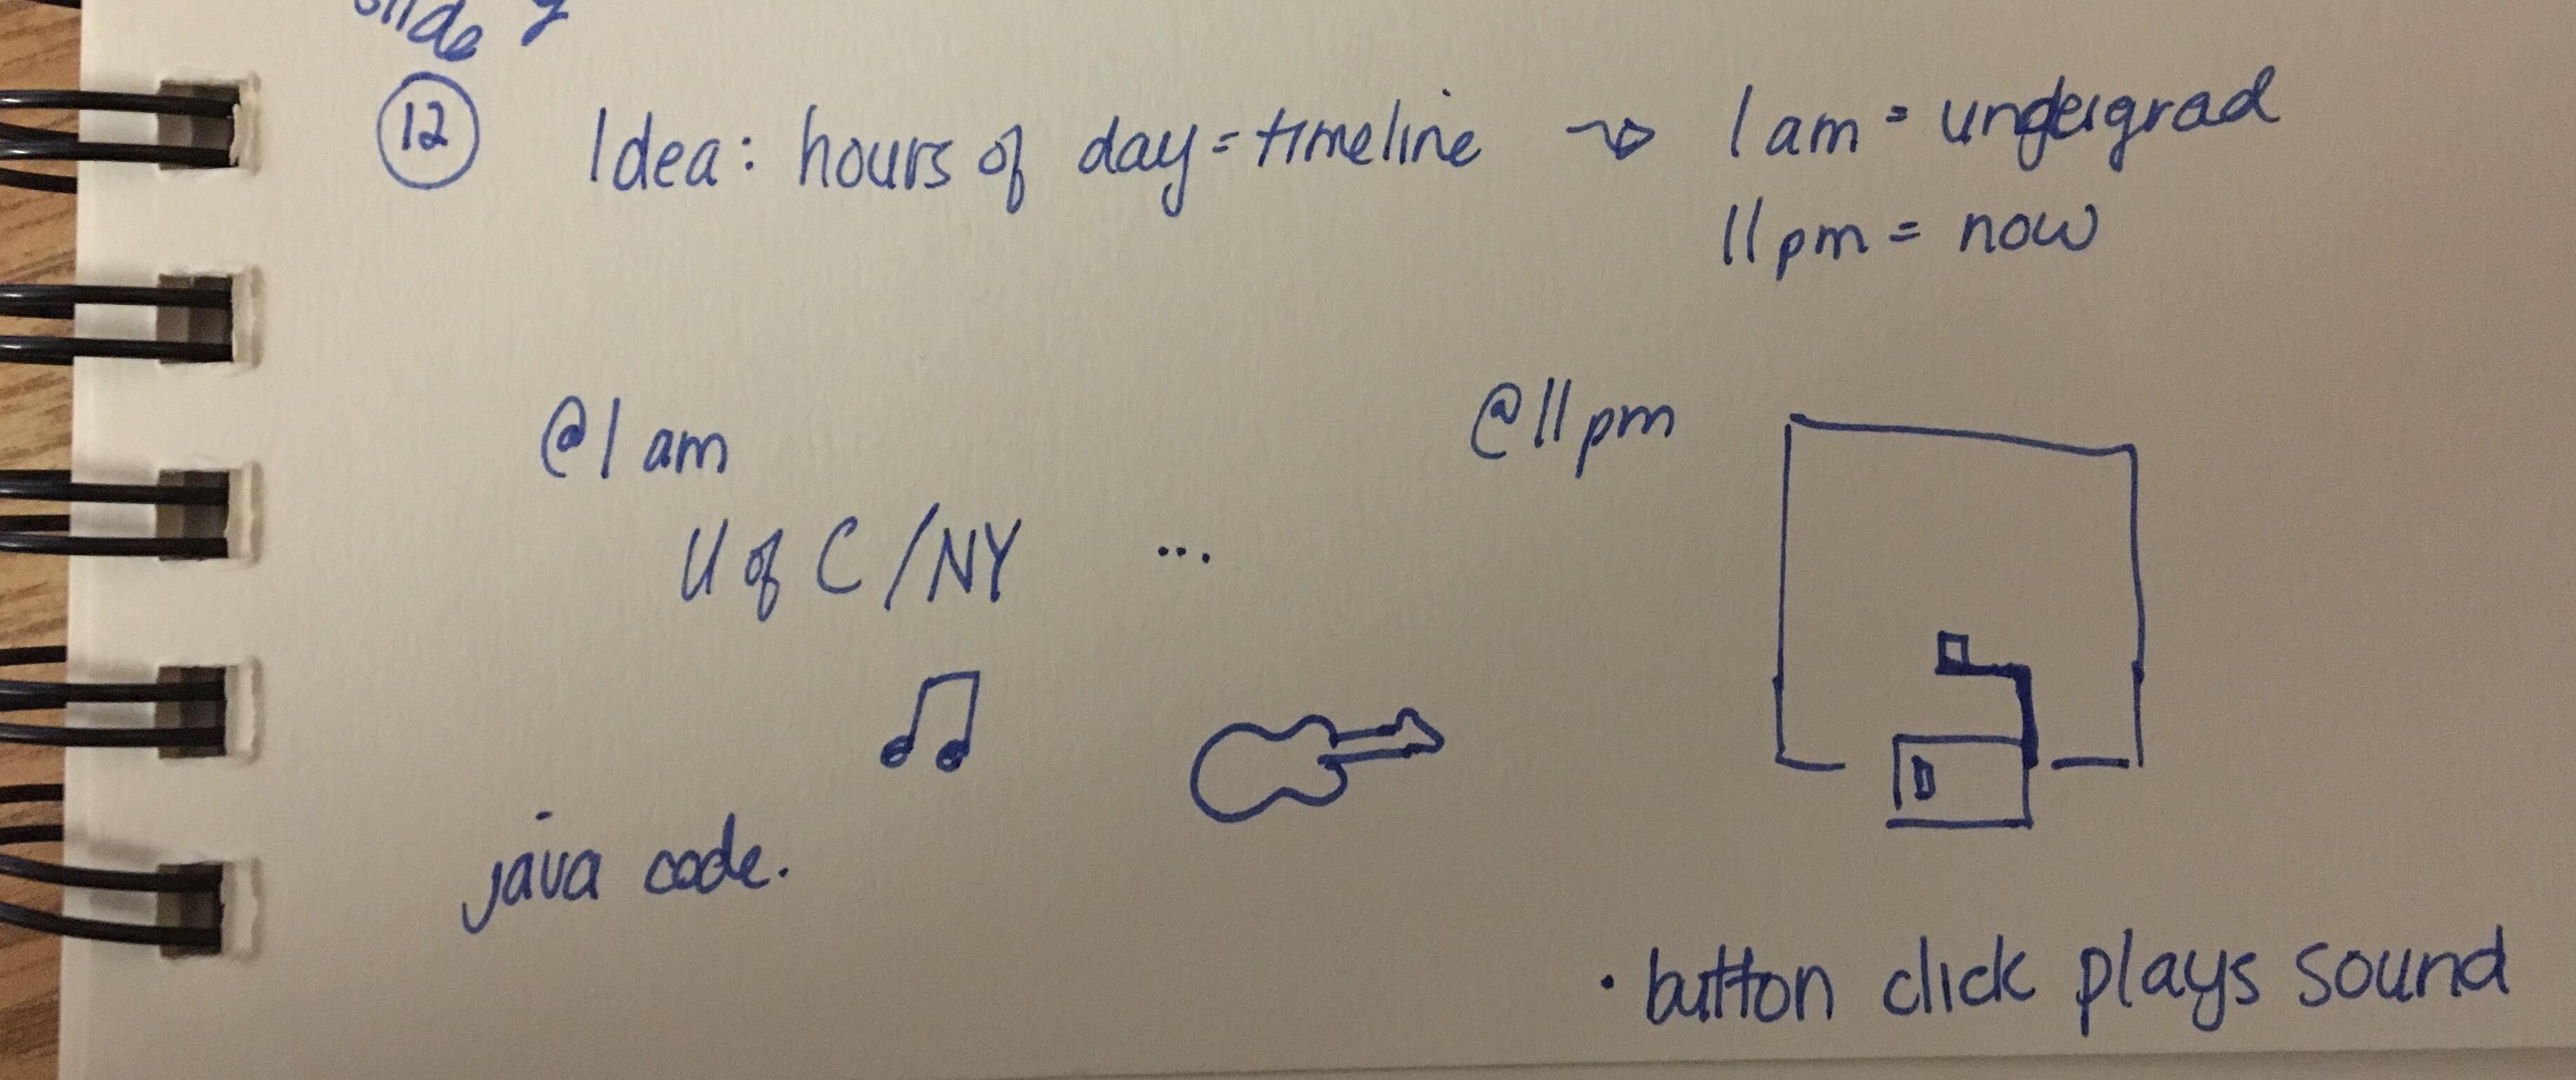 slide
12 Idea: hours of day = timeline → 1 am = undergrad
11 pm = now
@ 1 am
@ 11 pm
U of C / NY ...
java code.
· button click plays sound